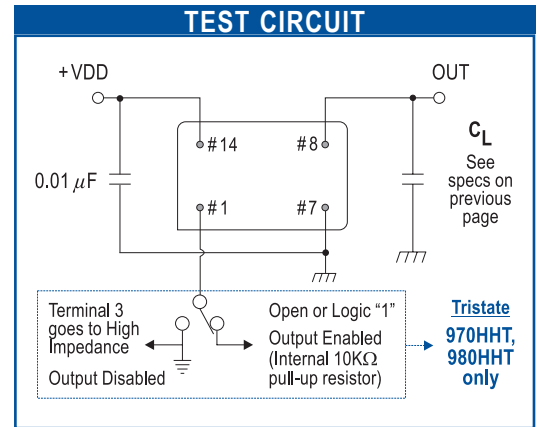 TEST CIRCUIT
+VDD
OUT
#14
#8
0.01 µF
CL
See
specs on
previous
page
#1
#7
Terminal 3
goes to High
Impedance
Output Disabled
Open or Logic “1”
Output Enabled
(Internal 10KΩ
pull-up resistor)
Tristate
970HHT,
980HHT
only